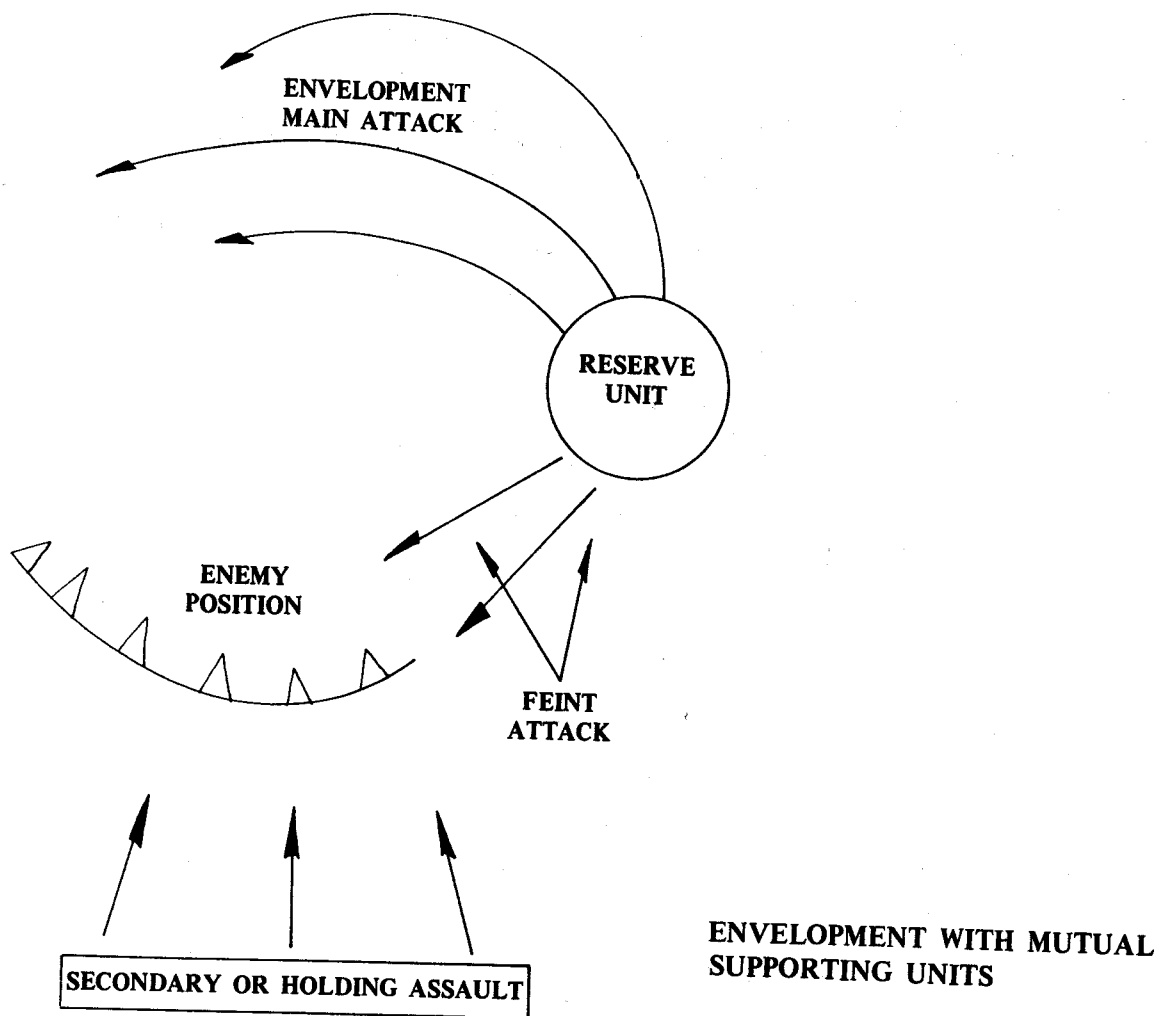 ENVELOPMENT
MAIN ATTACK
RESERVE
UNIT
ENEMY
POSITION
FEINT
ATTACK
SECONDARY OR HOLDING ASSAULT
ENVELOPMENT WITH MUTUAL
SUPPORTING UNITS